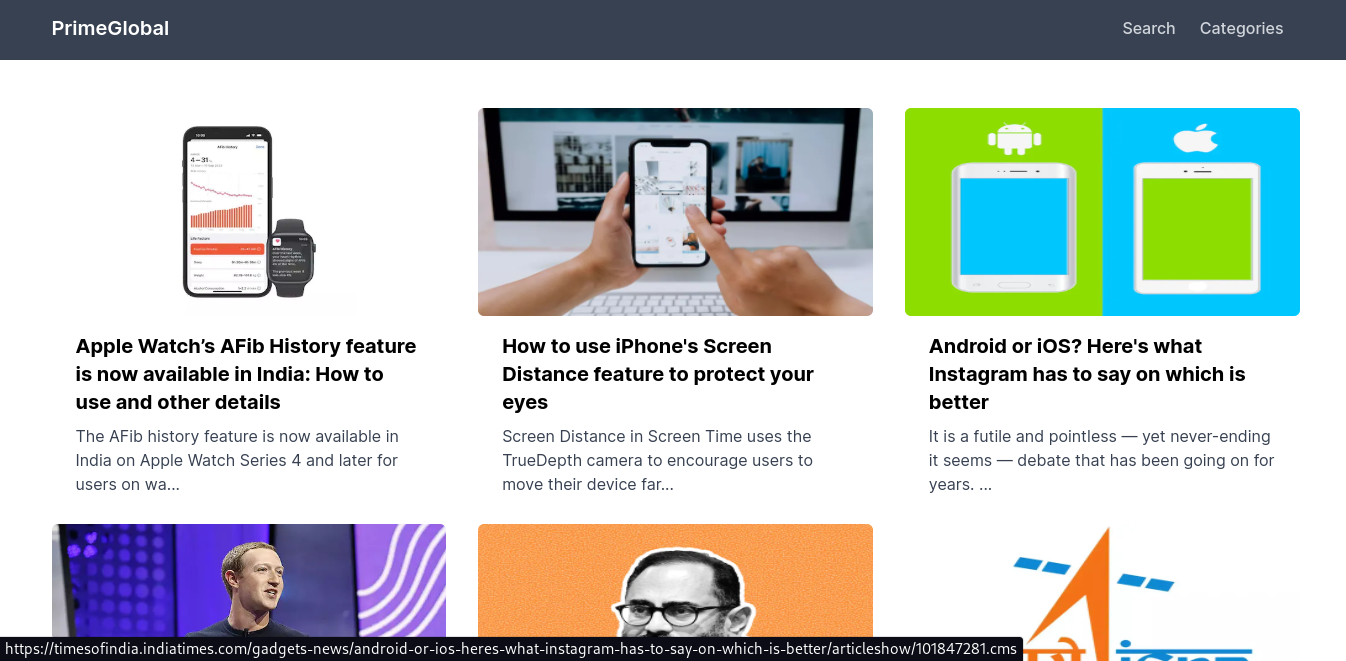 PrimeGlobal
Search
Categories
Apple Watch’s AFib History feature
is now available in India: How to
use and other details
The AFib history feature is now available in
India on Apple Watch Series 4 and later for
users on wa...
How to use iPhone's Screen
Distance feature to protect your
eyes
Screen Distance in Screen Time uses the
TrueDepth camera to encourage users to
move their device far...
Android or iOS? Here's what
Instagram has to say on which is
better
It is a futile and pointless — yet never-ending
it seems — debate that has been going on for
years. ...
https://timesofindia.indiatimes.com/gadgets-news/android-or-ios-heres-what-instagram-has-to-say-on-which-is-better/articleshow/101847281.cms